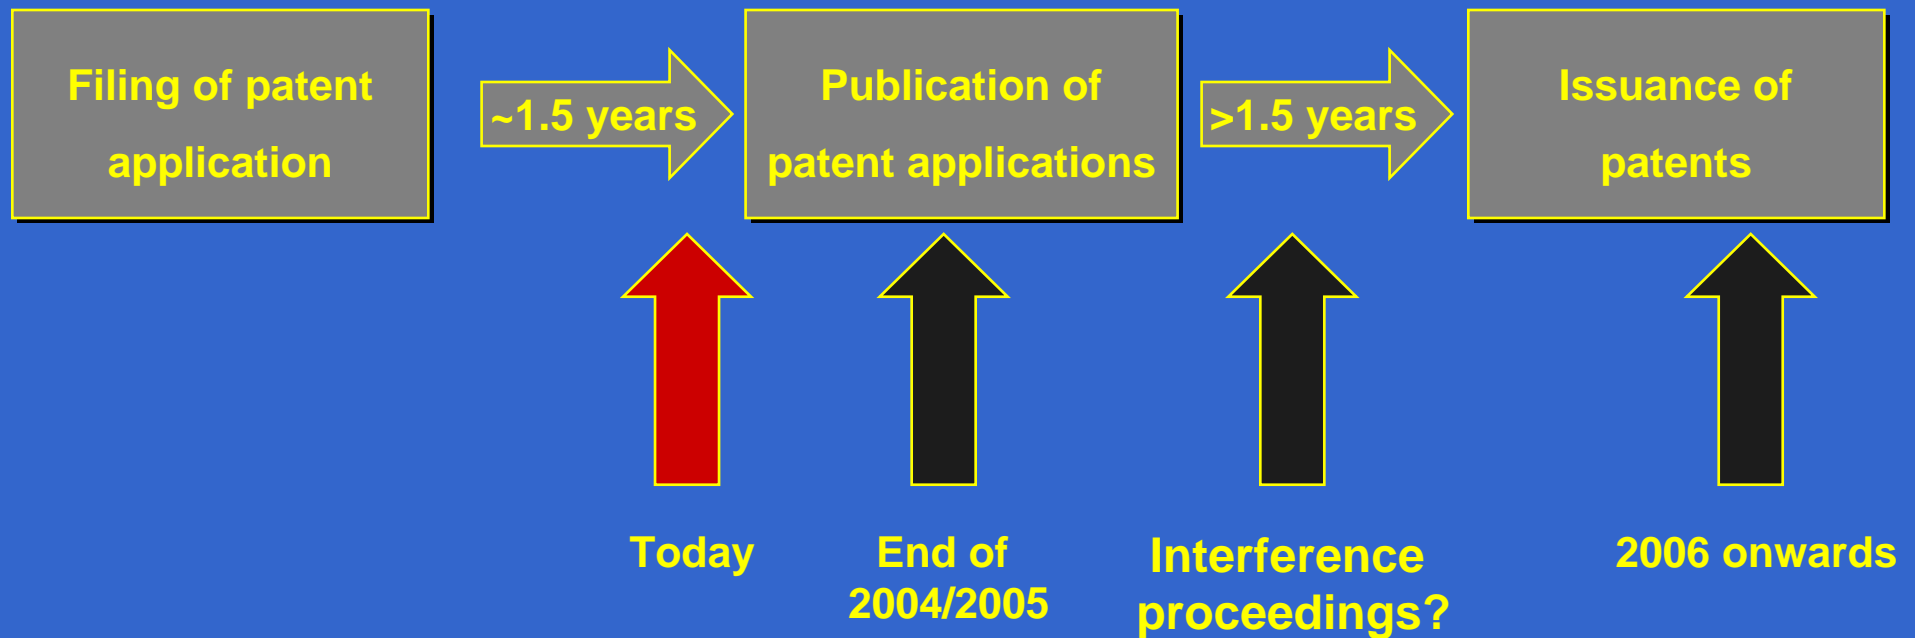 Filing of patent
application
~1.5 years
Publication of
patent applications
>1.5 years
Issuance of
patents
Today
End of
2004/2005
Interference
proceedings?
2006 onwards